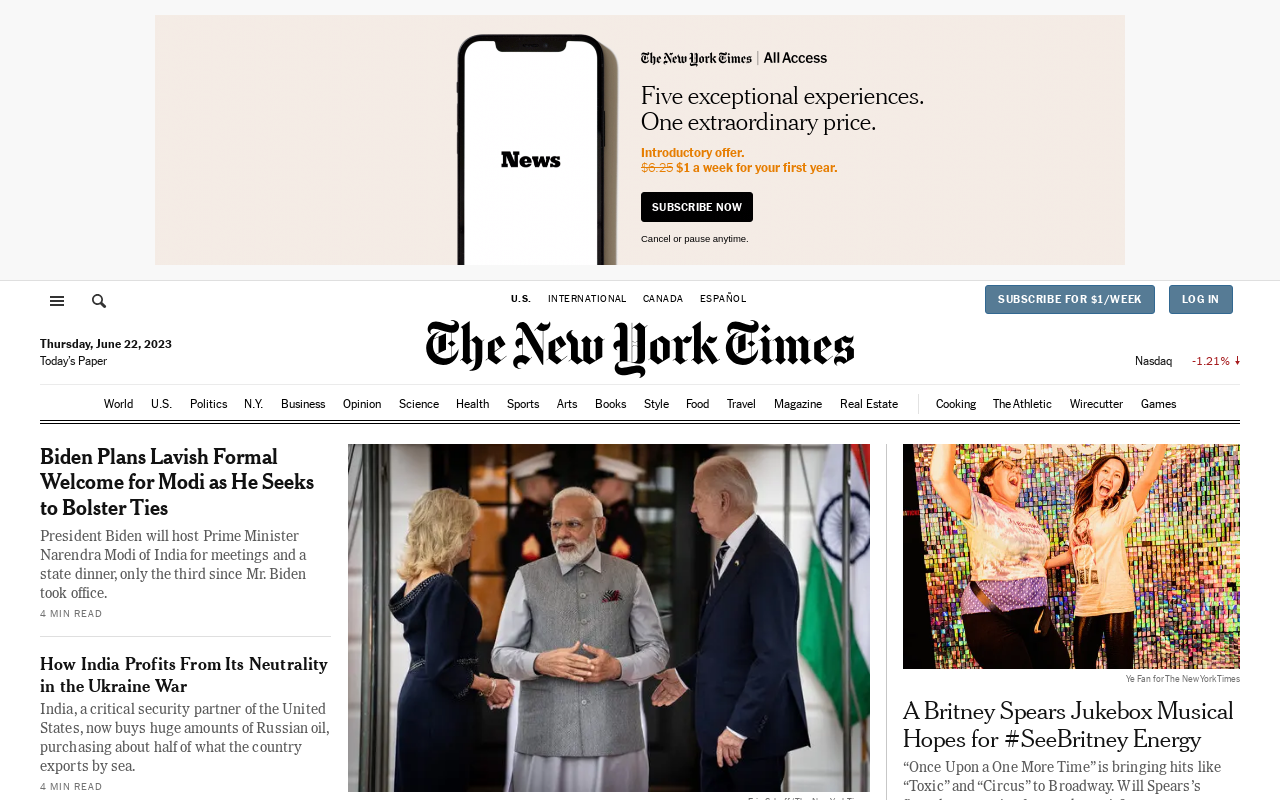 The New York Times | All Access
Five exceptional experiences.
One extraordinary price.
News
Introductory offer.
$6.25 $1 a week for your first year.
SUBSCRIBE NOW
Cancel or pause anytime.
U.S. INTERNATIONAL CANADA ESPAÑOL
SUBSCRIBE FOR $1/WEEK
LOG IN
The New York Times
Thursday, June 22, 2023
Today's Paper
Nasdaq -1.21%
World U.S. Politics N.Y. Business Opinion Science Health Sports Arts Books Style Food Travel Magazine Real Estate Cooking The Athletic Wirecutter Games
Biden Plans Lavish Formal
Welcome for Modi as He Seeks
to Bolster Ties
President Biden will host Prime Minister
Narendra Modi of India for meetings and a
state dinner, only the third since Mr. Biden
took office.
4 MIN READ
How India Profits From Its Neutrality
in the Ukraine War
India, a critical security partner of the United
States, now buys huge amounts of Russian oil,
purchasing about half of what the country
exports by sea.
4 MIN READ
Ye Fan for The New York Times
A Britney Spears Jukebox Musical
Hopes for #SeeBritney Energy
“Once Upon a One More Time” is bringing hits like
“Toxic” and “Circus” to Broadway. Will Spears’s